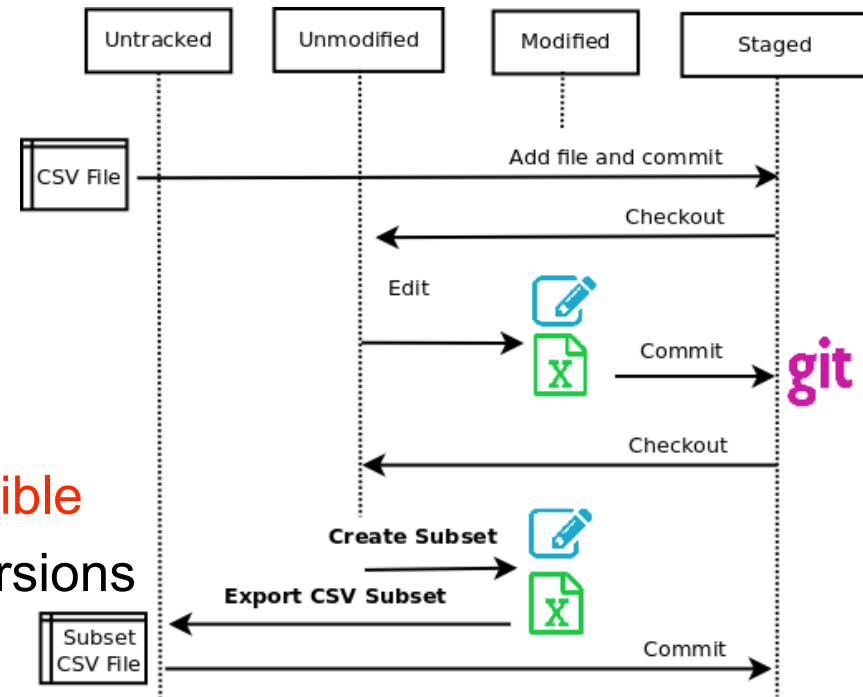 Untracked
Unmodified
Modified
Staged
Add file and commit
CSV File
Checkout
Edit
X
Commit
git
Checkout
ible
Create Subset
rsions
Export CSV Subset
X
Subset
CSV File
Commit